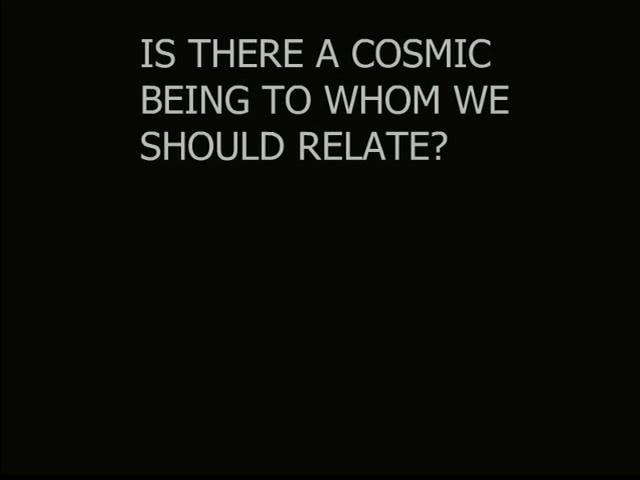 IS THERE A COSMIC
BEING TO WHOM WE
SHOULD RELATE?